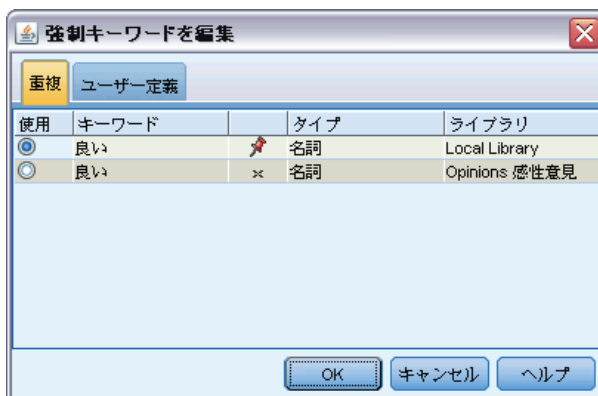 強制キーワードを編集
重複 ユーザー定義
使用 キーワード タイプ ライブラリ
良い 名詞 Local Library
良い 名詞 Opinions 感性意見
OK キャンセル ヘルプ